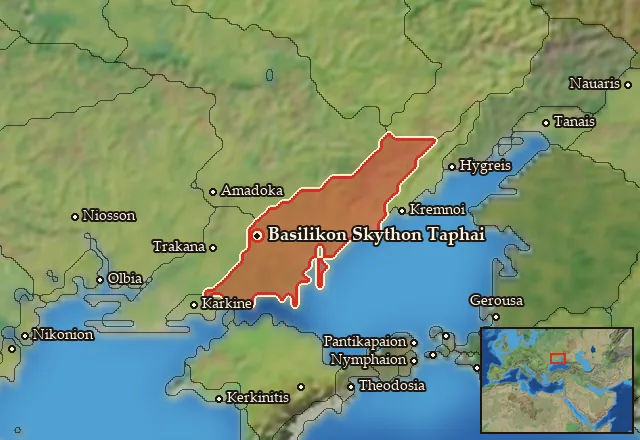 Nauaris
Tanais
Hygreis
Amadoka
Kremnoi
Niosson
Basilikon Skython Taphai
Trakana
Olbia
Karkine
Gerousa
Nikonion
Pantikapaion
Nymphaion
Theodosia
Kerkinitis